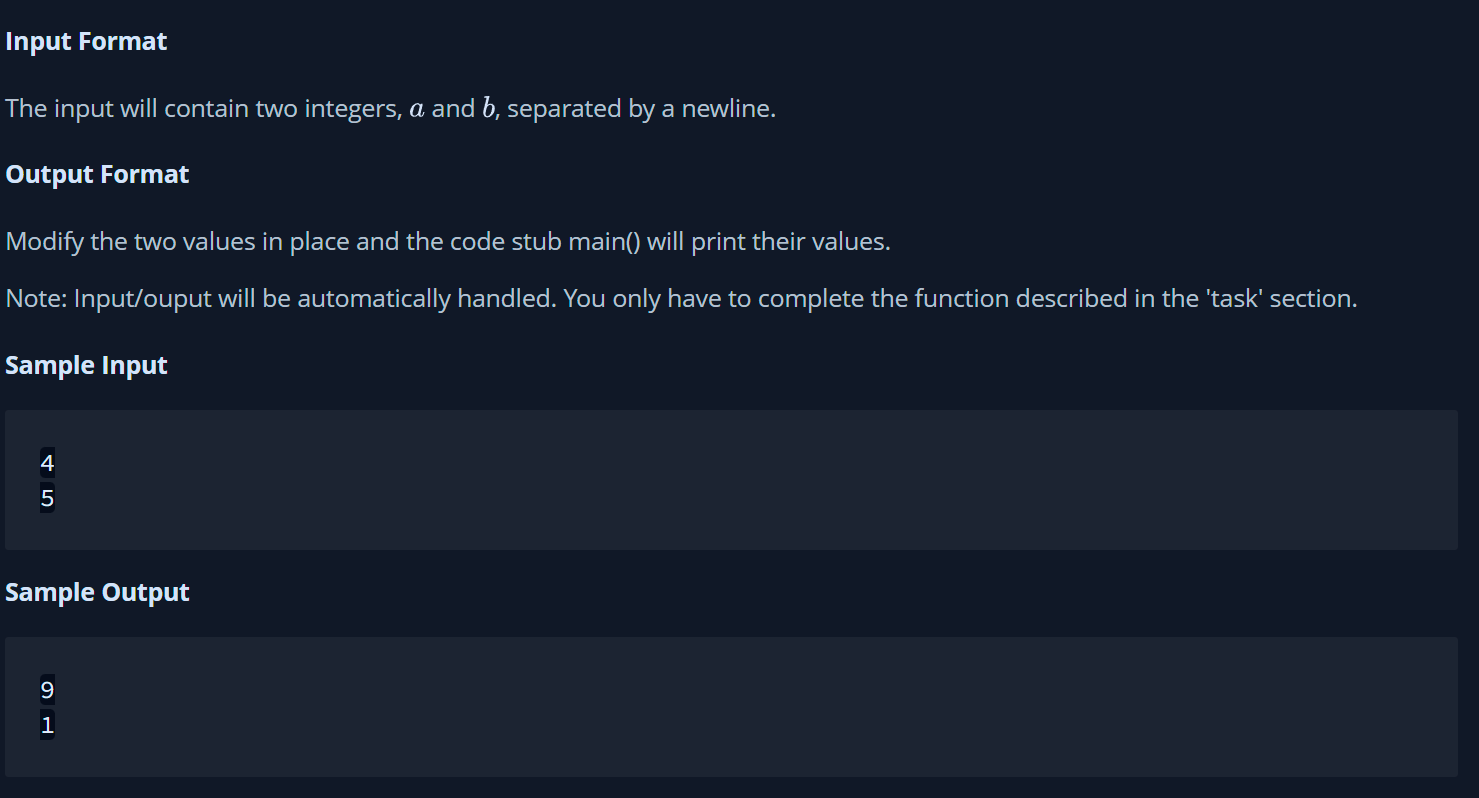 Input Format
The input will contain two integers, a and b, separated by a newline.
Output Format
Modify the two values in place and the code stub main() will print their values.
Note: Input/ouput will be automatically handled. You only have to complete the function described in the 'task' section.
Sample Input
4
5
Sample Output
9
1